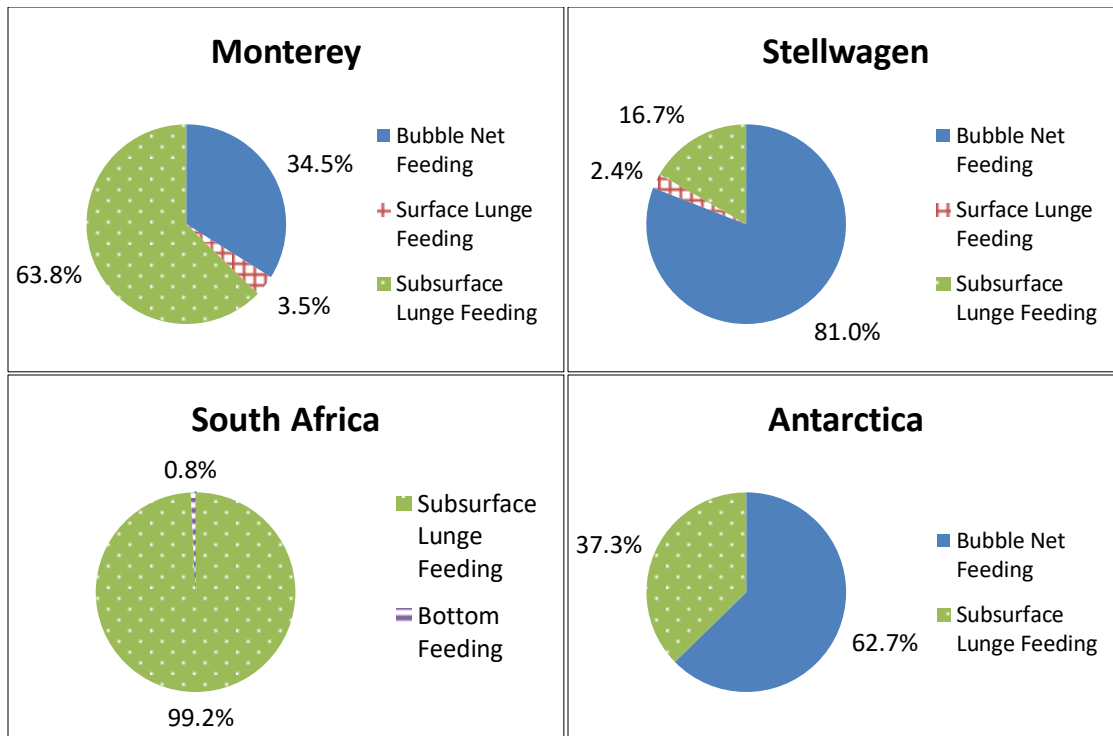 Monterey
34.5%
3.5%
63.8%
Bubble Net
Feeding
Surface Lunge
Feeding
Subsurface
Lunge Feeding
Stellwagen
16.7%
2.4%
81.0%
Bubble Net
Feeding
Surface Lunge
Feeding
Subsurface
Lunge Feeding
South Africa
0.8%
99.2%
Subsurface
Lunge
Feeding
Bottom
Feeding
Antarctica
37.3%
62.7%
Bubble Net
Feeding
Subsurface
Lunge Feeding